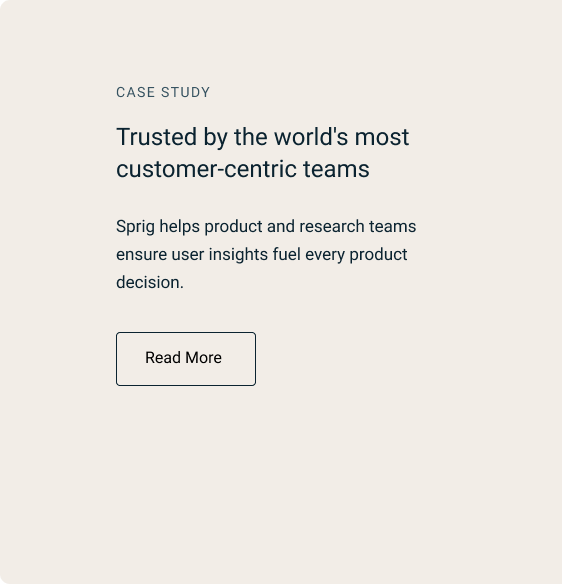 CASE STUDY
Trusted by the world's most
customer-centric teams
Sprig helps product and research teams
ensure user insights fuel every product
decision.
Read More